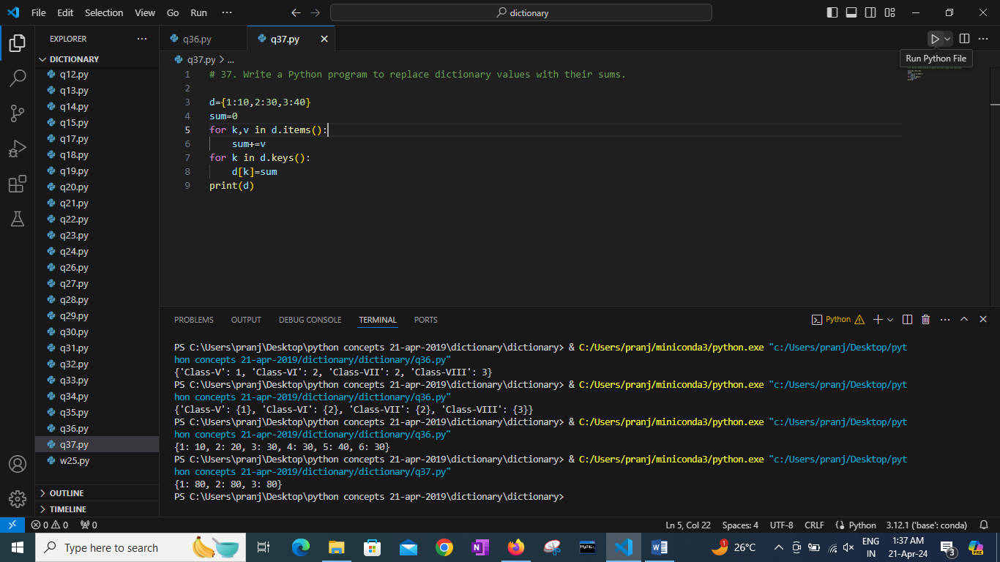 File Edit Selection View Go Run ··· dictionary
EXPLORER ···
DICTIONARY
q12.py
q13.py
q14.py
q15.py
q17.py
q18.py
q19.py
q20.py
q21.py
q22.py
q23.py
q24.py
q26.py
q27.py
q28.py
q29.py
q30.py
q31.py
q32.py
q33.py
q34.py
q35.py
q36.py
q37.py
w25.py
OUTLINE
TIMELINE
q36.py q37.py
Run Python File
q37.py > ...
1 # 37. Write a Python program to replace dictionary values with their sums.
2
3 d={1:10,2:30,3:40}
4 sum=0
5 for k,v in d.items():
6 sum+=v
7 for k in d.keys():
8 d[k]=sum
9 print(d)
PROBLEMS OUTPUT DEBUG CONSOLE TERMINAL PORTS Python
PS C:\Users\pranj\Desktop\python concepts 21-apr-2019\dictionary\dictionary> & C:/Users/pranj/miniconda3/python.exe "c:/Users/pranj/Desktop/pyt
hon concepts 21-apr-2019/dictionary/dictionary/q36.py"
{'Class-V': 1, 'Class-VI': 2, 'Class-VII': 2, 'Class-VIII': 3}
PS C:\Users\pranj\Desktop\python concepts 21-apr-2019\dictionary\dictionary> & C:/Users/pranj/miniconda3/python.exe "c:/Users/pranj/Desktop/pyt
hon concepts 21-apr-2019/dictionary/dictionary/q36.py"
{'Class-V': {1}, 'Class-VI': {2}, 'Class-VII': {2}, 'Class-VIII': {3}}
PS C:\Users\pranj\Desktop\python concepts 21-apr-2019\dictionary\dictionary> & C:/Users/pranj/miniconda3/python.exe "c:/Users/pranj/Desktop/pyt
hon concepts 21-apr-2019/dictionary/dictionary/q36.py"
{1: 10, 2: 20, 3: 30, 4: 30, 5: 40, 6: 30}
PS C:\Users\pranj\Desktop\python concepts 21-apr-2019\dictionary\dictionary> & C:/Users/pranj/miniconda3/python.exe "c:/Users/pranj/Desktop/pyt
hon concepts 21-apr-2019/dictionary/dictionary/q37.py"
{1: 80, 2: 80, 3: 80}
PS C:\Users\pranj\Desktop\python concepts 21-apr-2019\dictionary\dictionary>
0 0 0 Ln 5, Col 22 Spaces: 4 UTF-8 CRLF Python 3.12.1 ('base': conda)
Type here to search MySQL 1 26°C ENG 1:37 AM
IN 21-Apr-24 3 PRE